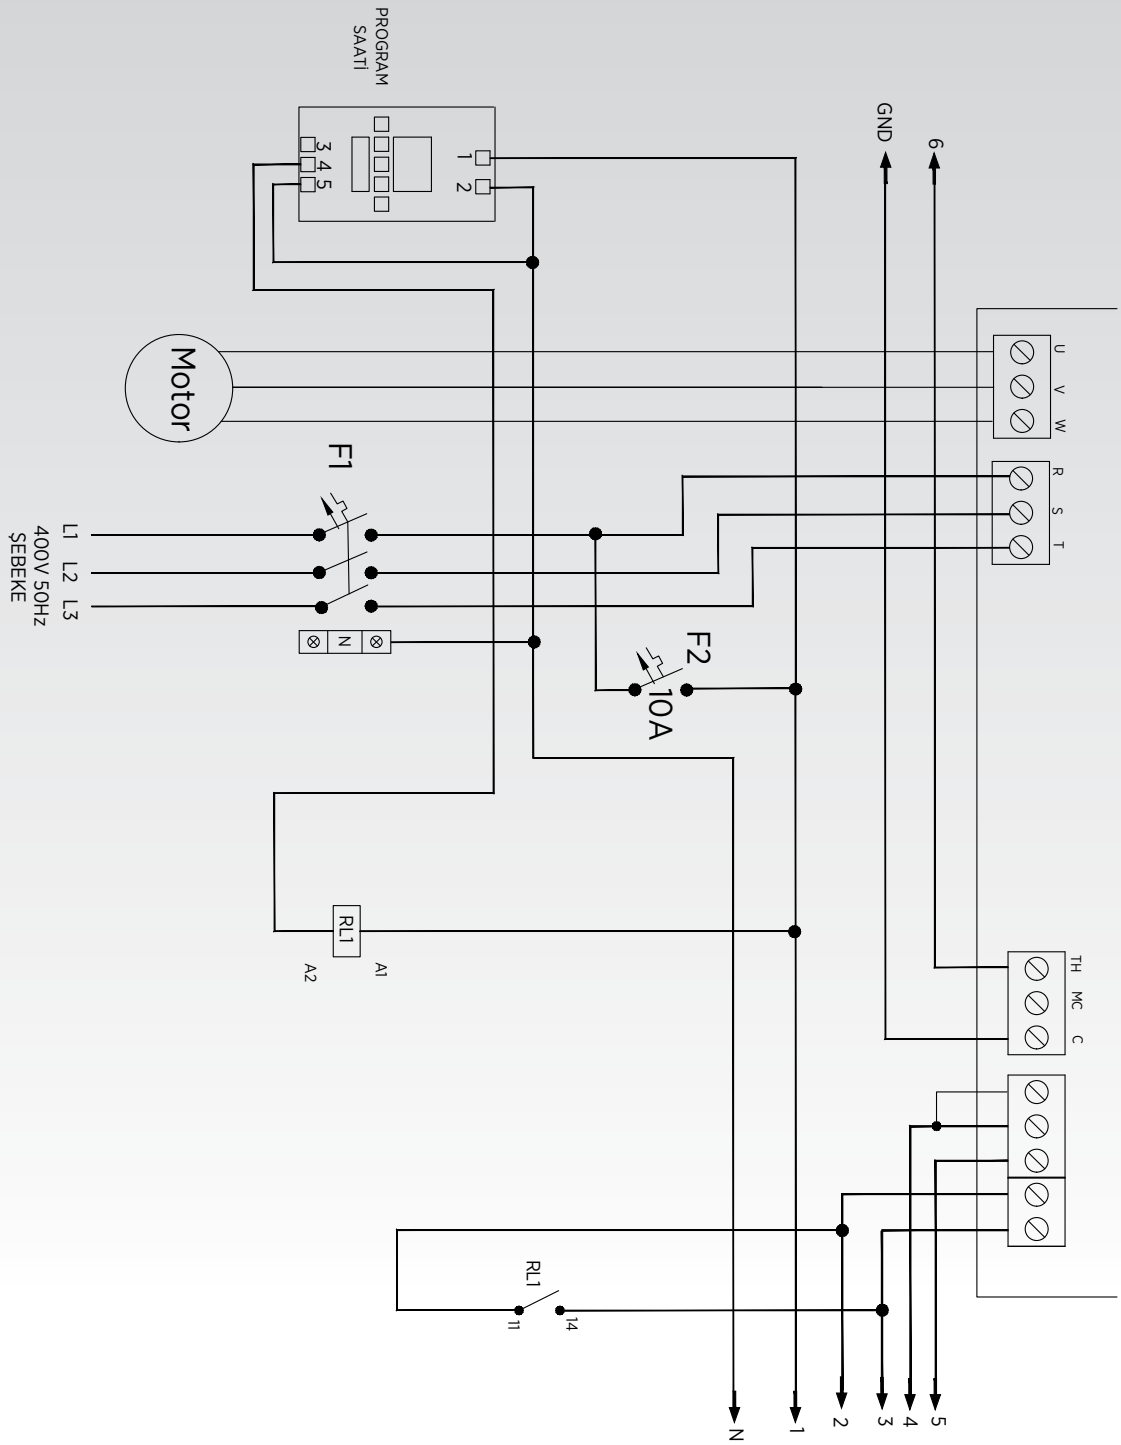 PROGRAM
SAATİ
1
2
3
4
5
GND
6
Motor
U
V
W
R
S
T
F1
L1
L2
L3
400V 50Hz
ŞEBEKE
N
F2
10A
RL1
A1
A2
TH
MC
C
RL1
11
14
N
1
2
3
4
5